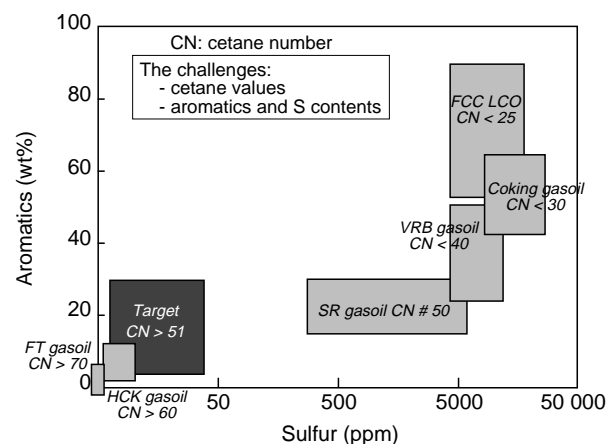 100
CN: cetane number
The challenges:
- cetane values
- aromatics and S contents
80
FCC LCO
CN < 25
60
Coking gasoil
CN < 30
VRB gasoil
CN < 40
40
Aromatics (wt%)
20
Target
CN > 51
SR gasoil CN # 50
FT gasoil
CN > 70
0
HCK gasoil
CN > 60
50
500
5000
50 000
Sulfur (ppm)